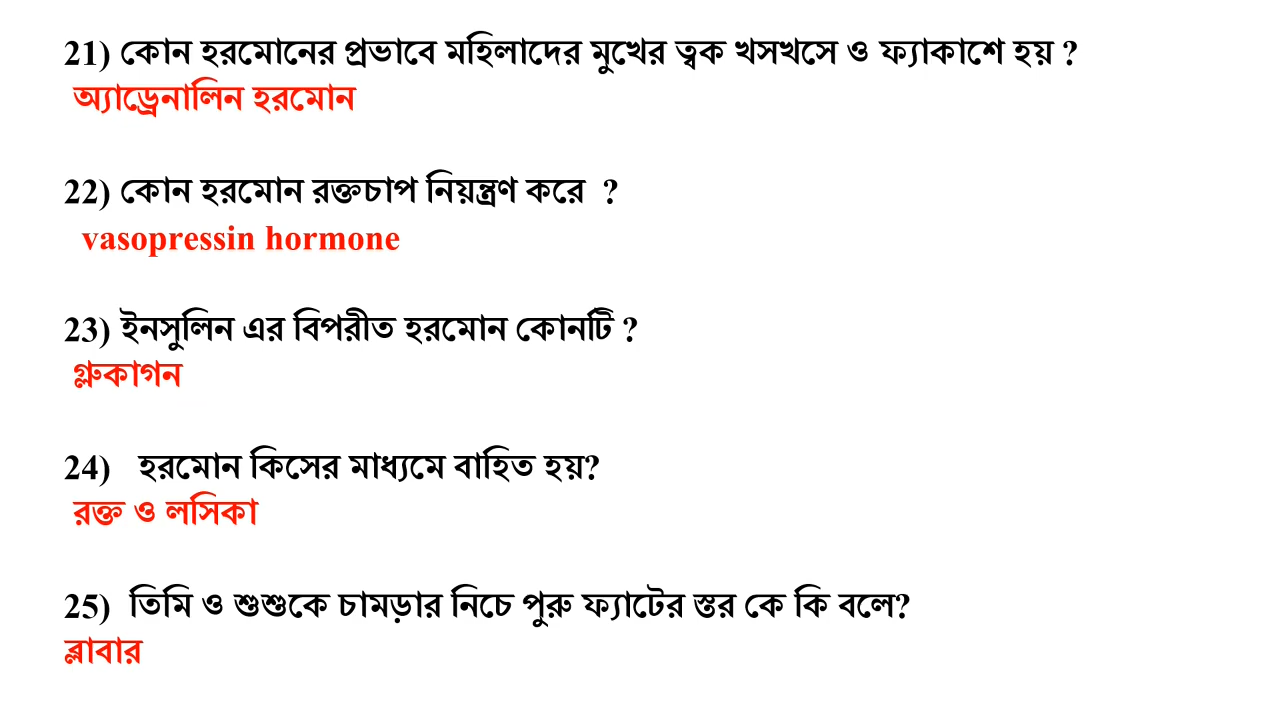 21) কোন হরমোনের প্রভাবে মহিলাদের মুখের ত্বক খসখসে ও ফ্যাকাশে হয় ?
অ্যাড্রেনালিন হরমোন
22) কোন হরমোন রক্তচাপ নিয়ন্ত্রণ করে ?
vasopressin hormone
23) ইনসুলিন এর বিপরীত হরমোন কোনটি ?
গ্লুকাগন
24) হরমোন কিসের মাধ্যমে বাহিত হয়?
রক্ত ও লসিকা
25) তিমি ও শুশুকে চামড়ার নিচে পুরু ফ্যাটের স্তর কে কি বলে?
ব্লাবার